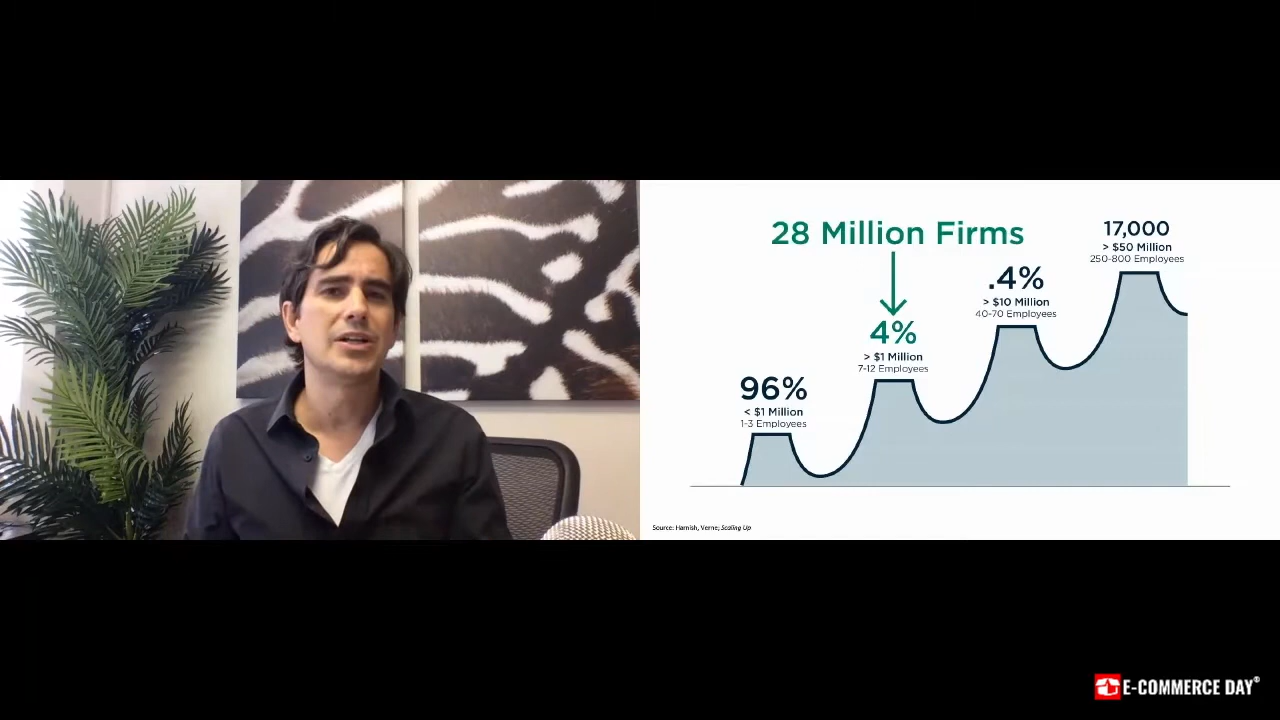 28 Million Firms
17,000
> $50 Million
250-800 Employees
.4%
> $10 Million
40-70 Employees
4%
> $1 Million
7-12 Employees
96%
< $1 Million
1-3 Employees
Source: Harnish, Verne; Scaling Up
E-COMMERCE DAY®